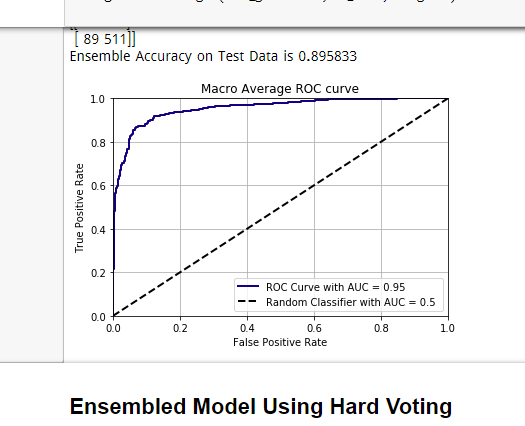 [ 89 511]]
Ensemble Accuracy on Test Data is 0.895833
Macro Average ROC curve
1.0
0.8
0.6
0.4
0.2
0.0
True Positive Rate
ROC Curve with AUC = 0.95
Random Classifier with AUC = 0.5
0.0 0.2 0.4 0.6 0.8 1.0
False Positive Rate
Ensembled Model Using Hard Voting